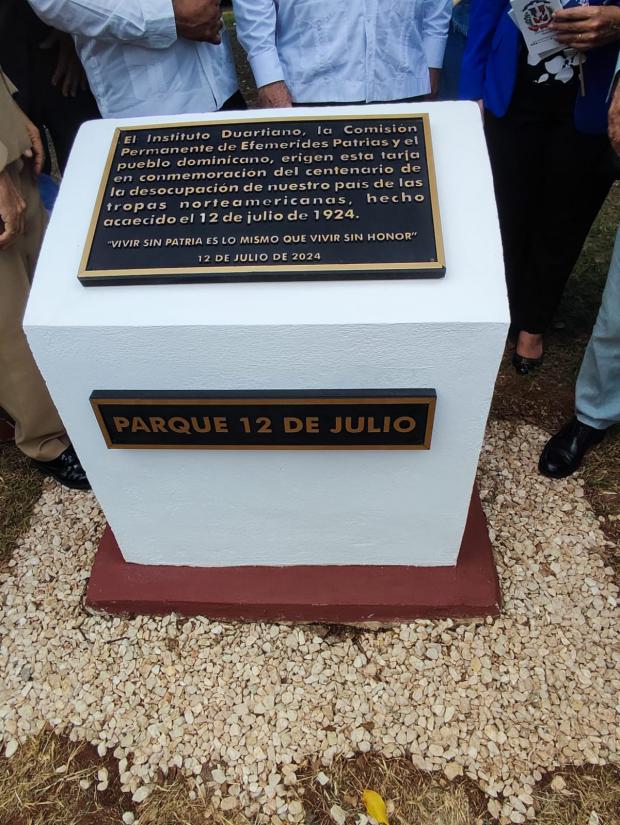 El Instituto Duartiano, la Comisión
Permanente de Efemerides Patrias y el
pueblo dominicano, erigen esta tarja
en conmemoración del centenario de
la desocupación de nuestro país de las
tropas norteamericanas, hecho
acaecido el 12 de julio de 1924.
"VIVIR SIN PATRIA ES LO MISMO QUE VIVIR SIN HONOR"
12 DE JULIO DE 2024
PARQUE 12 DE JULIO